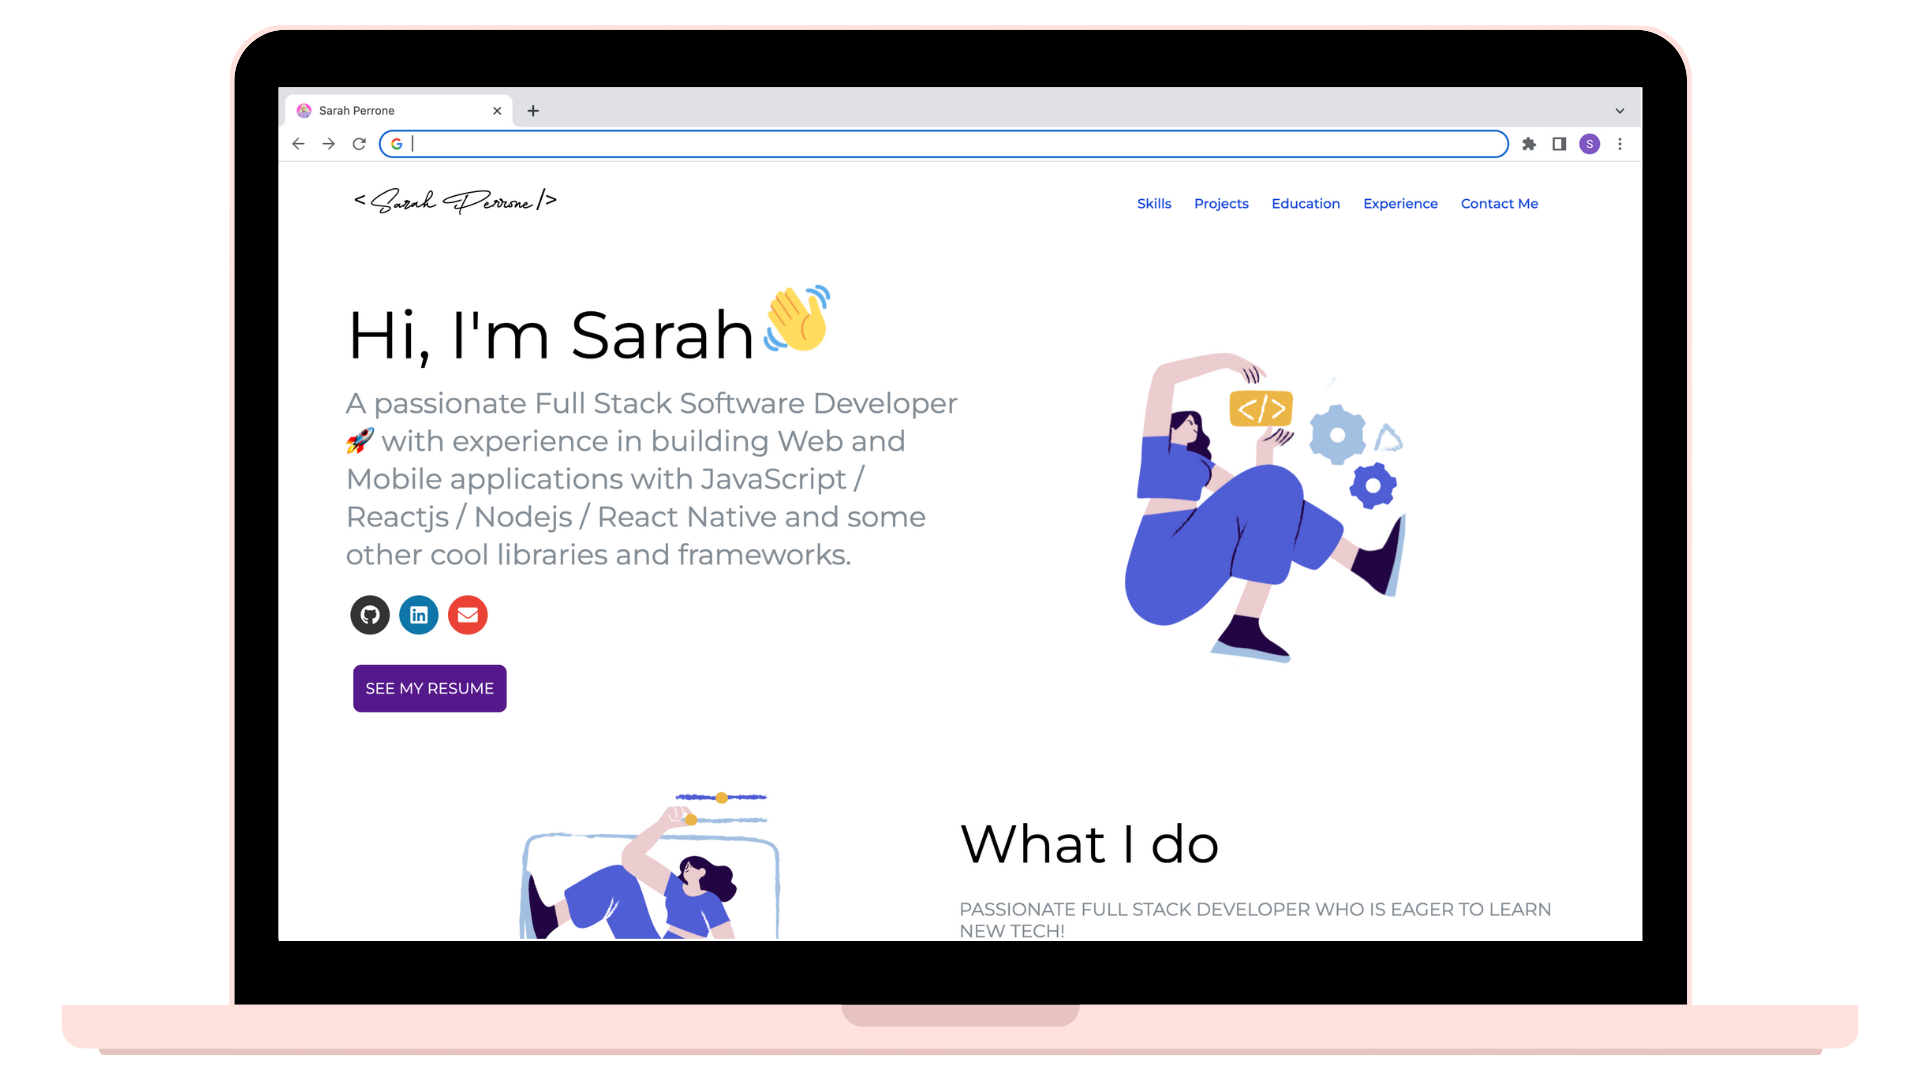 Sarah Perrone
S
< Sarah Perrone />
Skills Projects Education Experience Contact Me
Hi, I'm Sarah👋
A passionate Full Stack Software Developer
🚀 with experience in building Web and
Mobile applications with JavaScript /
Reactjs / Nodejs / React Native and some
other cool libraries and frameworks.
</>
in
SEE MY RESUME
What I do
PASSIONATE FULL STACK DEVELOPER WHO IS EAGER TO LEARN
NEW TECH!